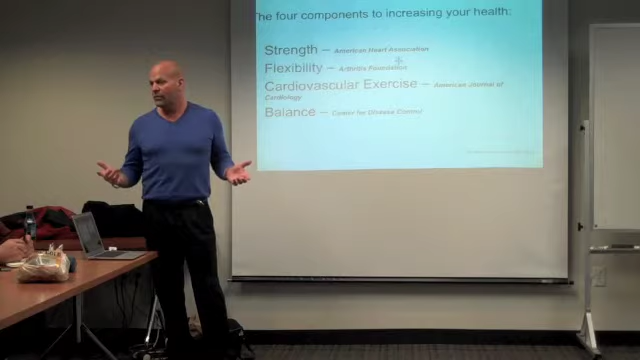 The four components to increasing your health:
Strength – American Heart Association
Flexibility – Arthritis Foundation
Cardiovascular Exercise – American Journal of
Cardiology
Balance – Center for Disease Control